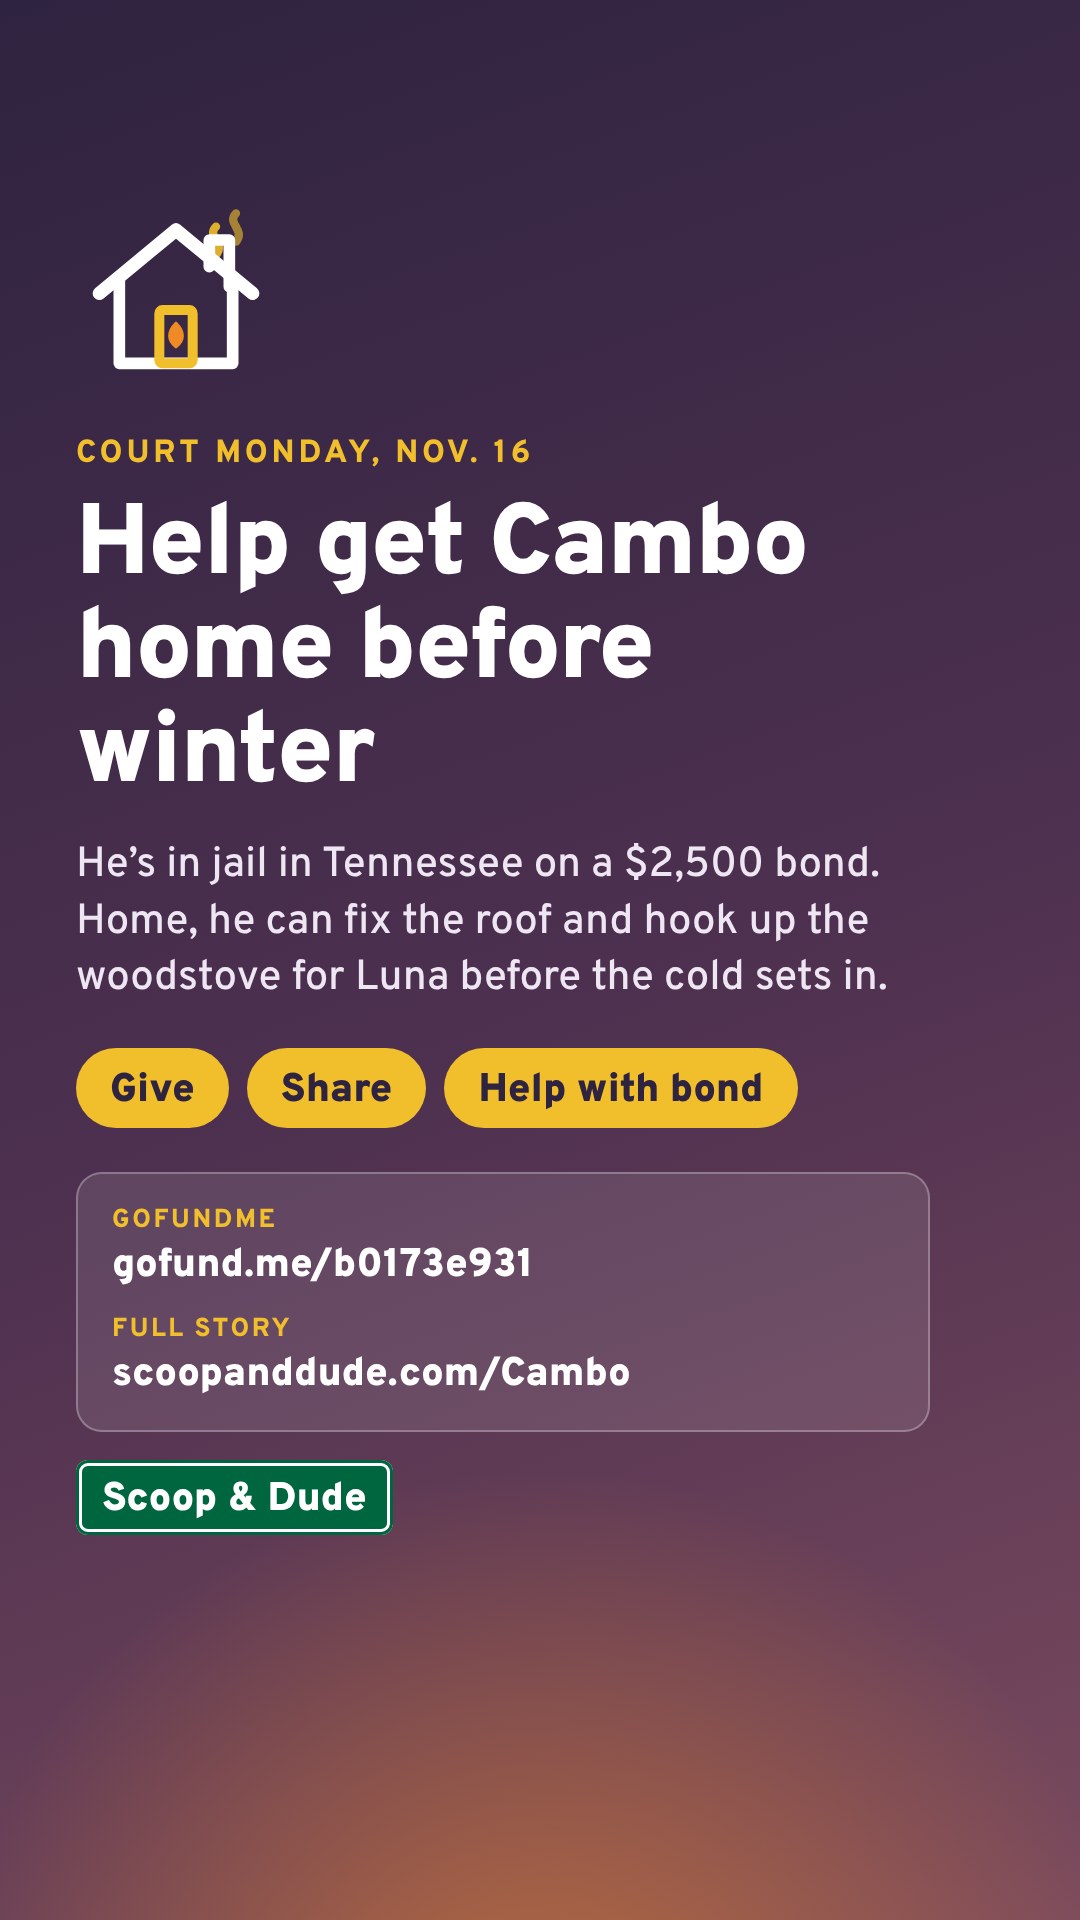 COURT MONDAY, NOV. 16
Help get Cambo
home before
winter
He’s in jail in Tennessee on a $2,500 bond.
Home, he can fix the roof and hook up the
woodstove for Luna before the cold sets in.
Give Share Help with bond
GOFUNDME
gofund.me/b0173e931
FULL STORY
scoopanddude.com/Cambo
Scoop & Dude